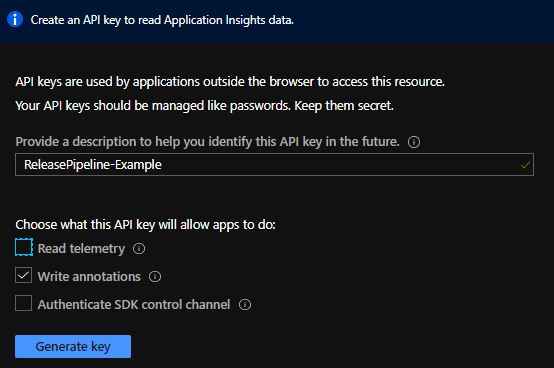 Create an API key to read Application Insights data.
API keys are used by applications outside the browser to access this resource.
Your API keys should be managed like passwords. Keep them secret.
Provide a description to help you identify this API key in the future.
ReleasePipeline-Example
Choose what this API key will allow apps to do:
Read telemetry
Write annotations
Authenticate SDK control channel
Generate key